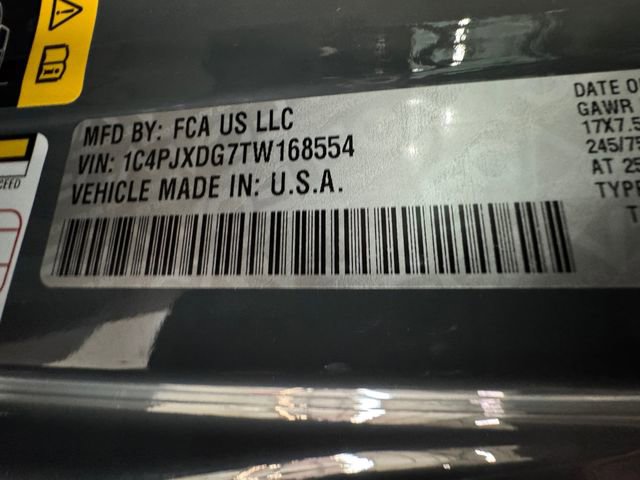 MFD BY: FCA US LLC
VIN: 1C4PJXDG7TW168554
VEHICLE MADE IN: U.S.A.
DATE O
GAWR
17X7.5
245/75
AT 25
TYPE
CEED